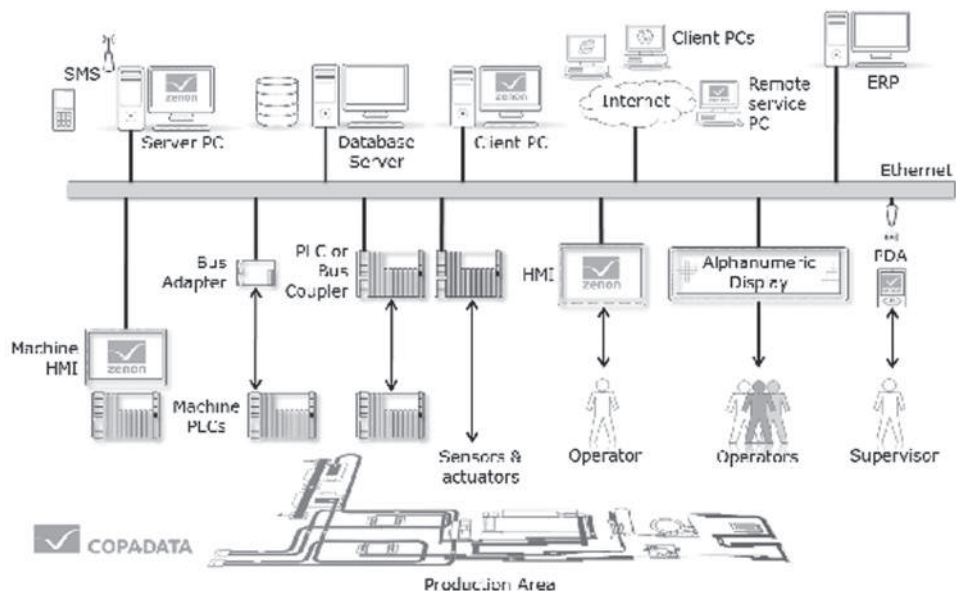 SMS
zenon
Server PC
Database
Server
zenon
Client PC
Internet
Client PCs
Remote
service
PC
ERP
Ethernet
Bus
Adapter
PLC or
Bus
Coupler
HMI
zenon
Alphanumeric
Display
PDA
Machine
HMI
zenon
Machine
PLCs
Sensors &
actuators
Operator
Operators
Supervisor
COPADATA
Production Area